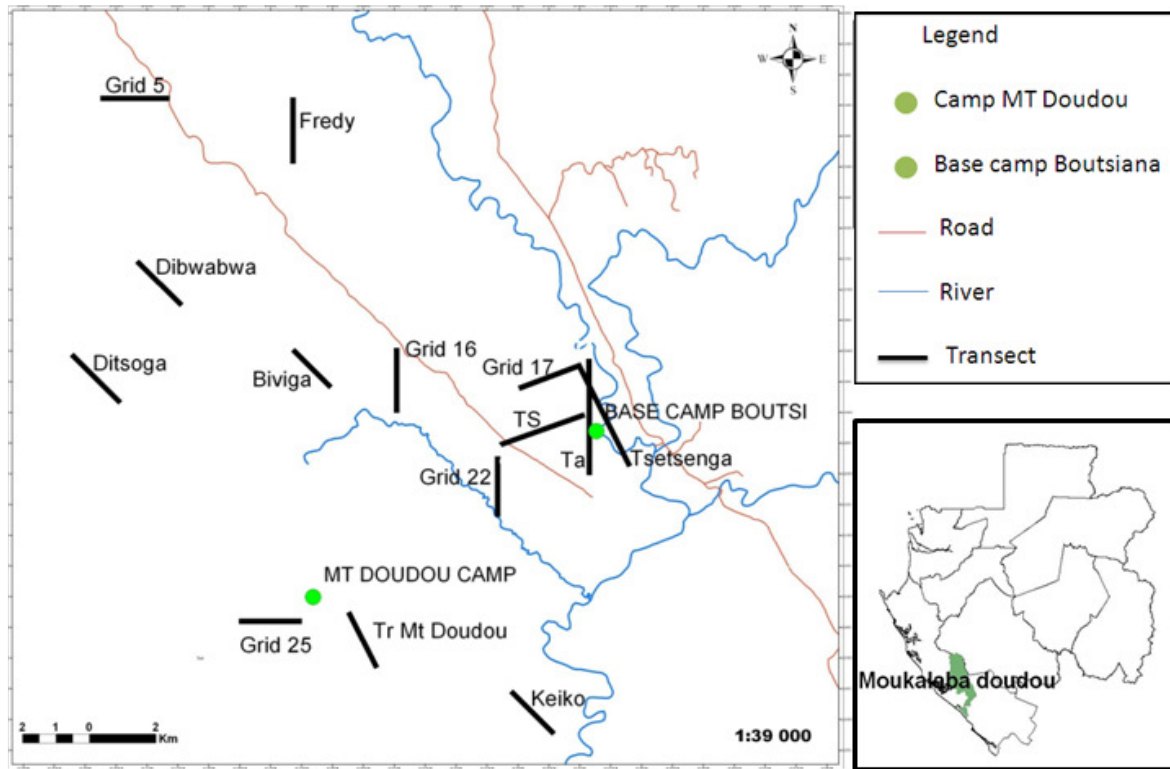 N
W E
S
Grid 5
Fredy
Dibwabwa
Ditsoga
Biviga
Grid 16
Grid 17
TS
BASE CAMP BOUTSI
Ta
Tsetsenga
Grid 22
MT DOUDOU CAMP
Grid 25
Tr Mt Doudou
Keiko
2 1 0 2
Km
1:39 000
Legend
Camp MT Doudou
Base camp Boutsiana
Road
River
Transect
Moukalaba doudou